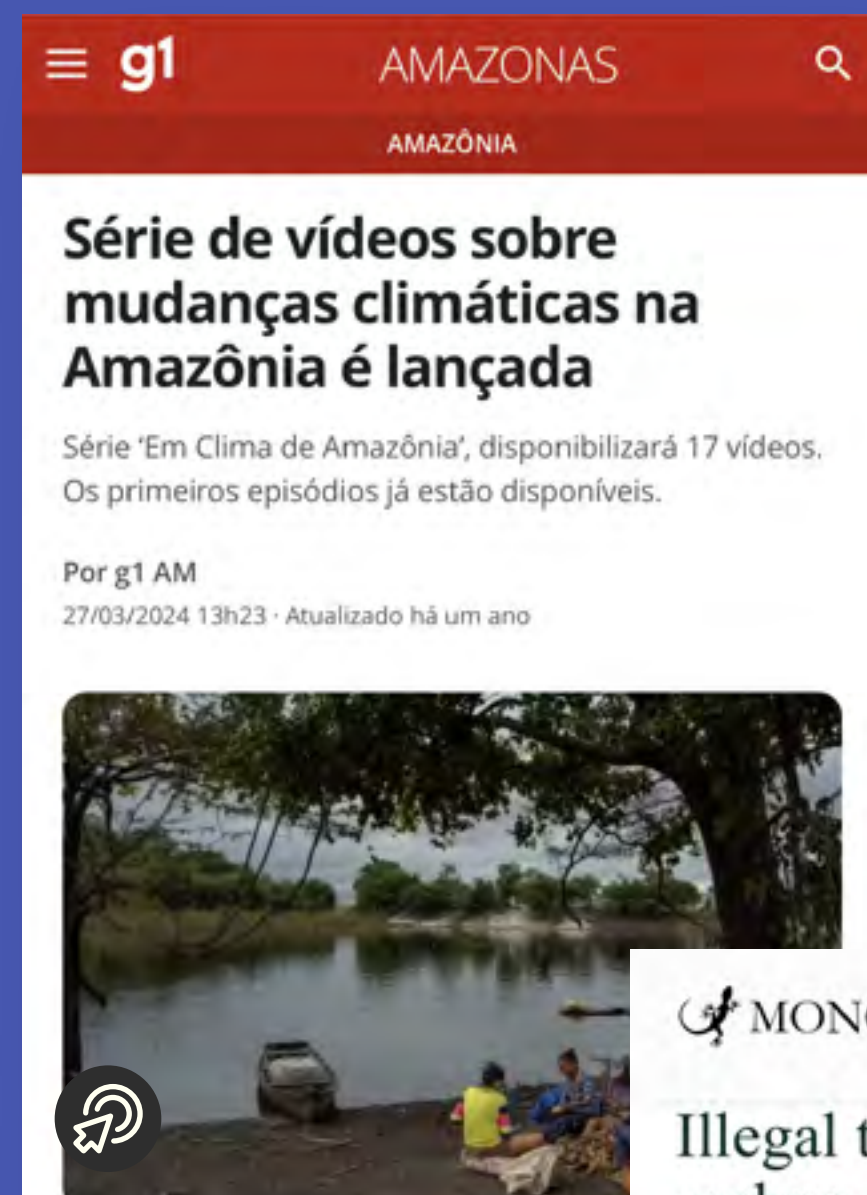 g1
AMAZONAS
AMAZÔNIA
Série de vídeos sobre
mudanças climáticas na
Amazônia é lançada
Série ‘Em Clima de Amazônia’, disponibilizará 17 vídeos.
Os primeiros episódios já estão disponíveis.
Por g1 AM
27/03/2024 13h23 · Atualizado há um ano
Illegal